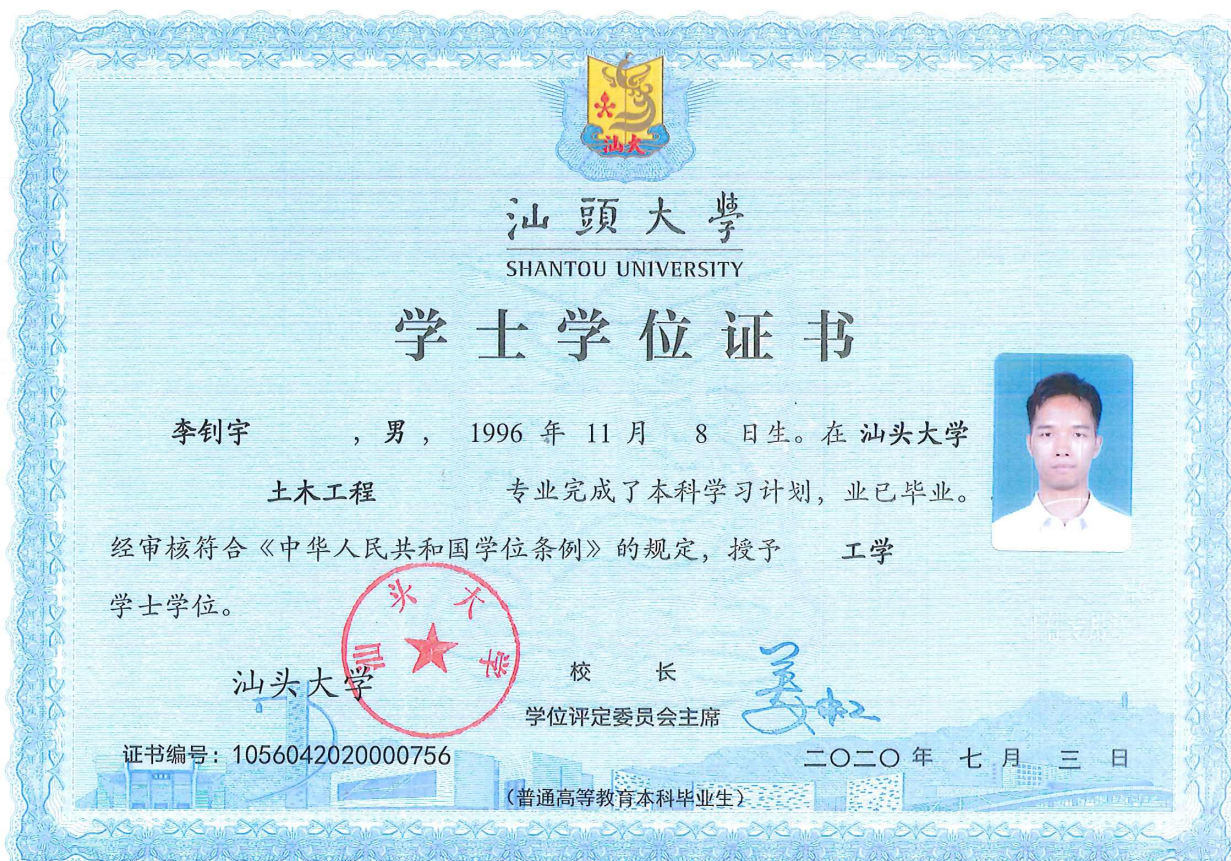 汕大
汕頭大學
SHANTOU UNIVERSITY
学士学位证书
李钊宇 ，男， 1996 年 11 月 8 日生。在 汕头大学
土木工程 专业完成了本科学习计划，业已毕业。
经审核符合《中华人民共和国学位条例》的规定，授予 工学
学士学位。
汕头大学
汕头大学
校 长
学位评定委员会主席
证书编号：1056042020000756
二〇二〇年 七 月 三 日
（普通高等教育本科毕业生）